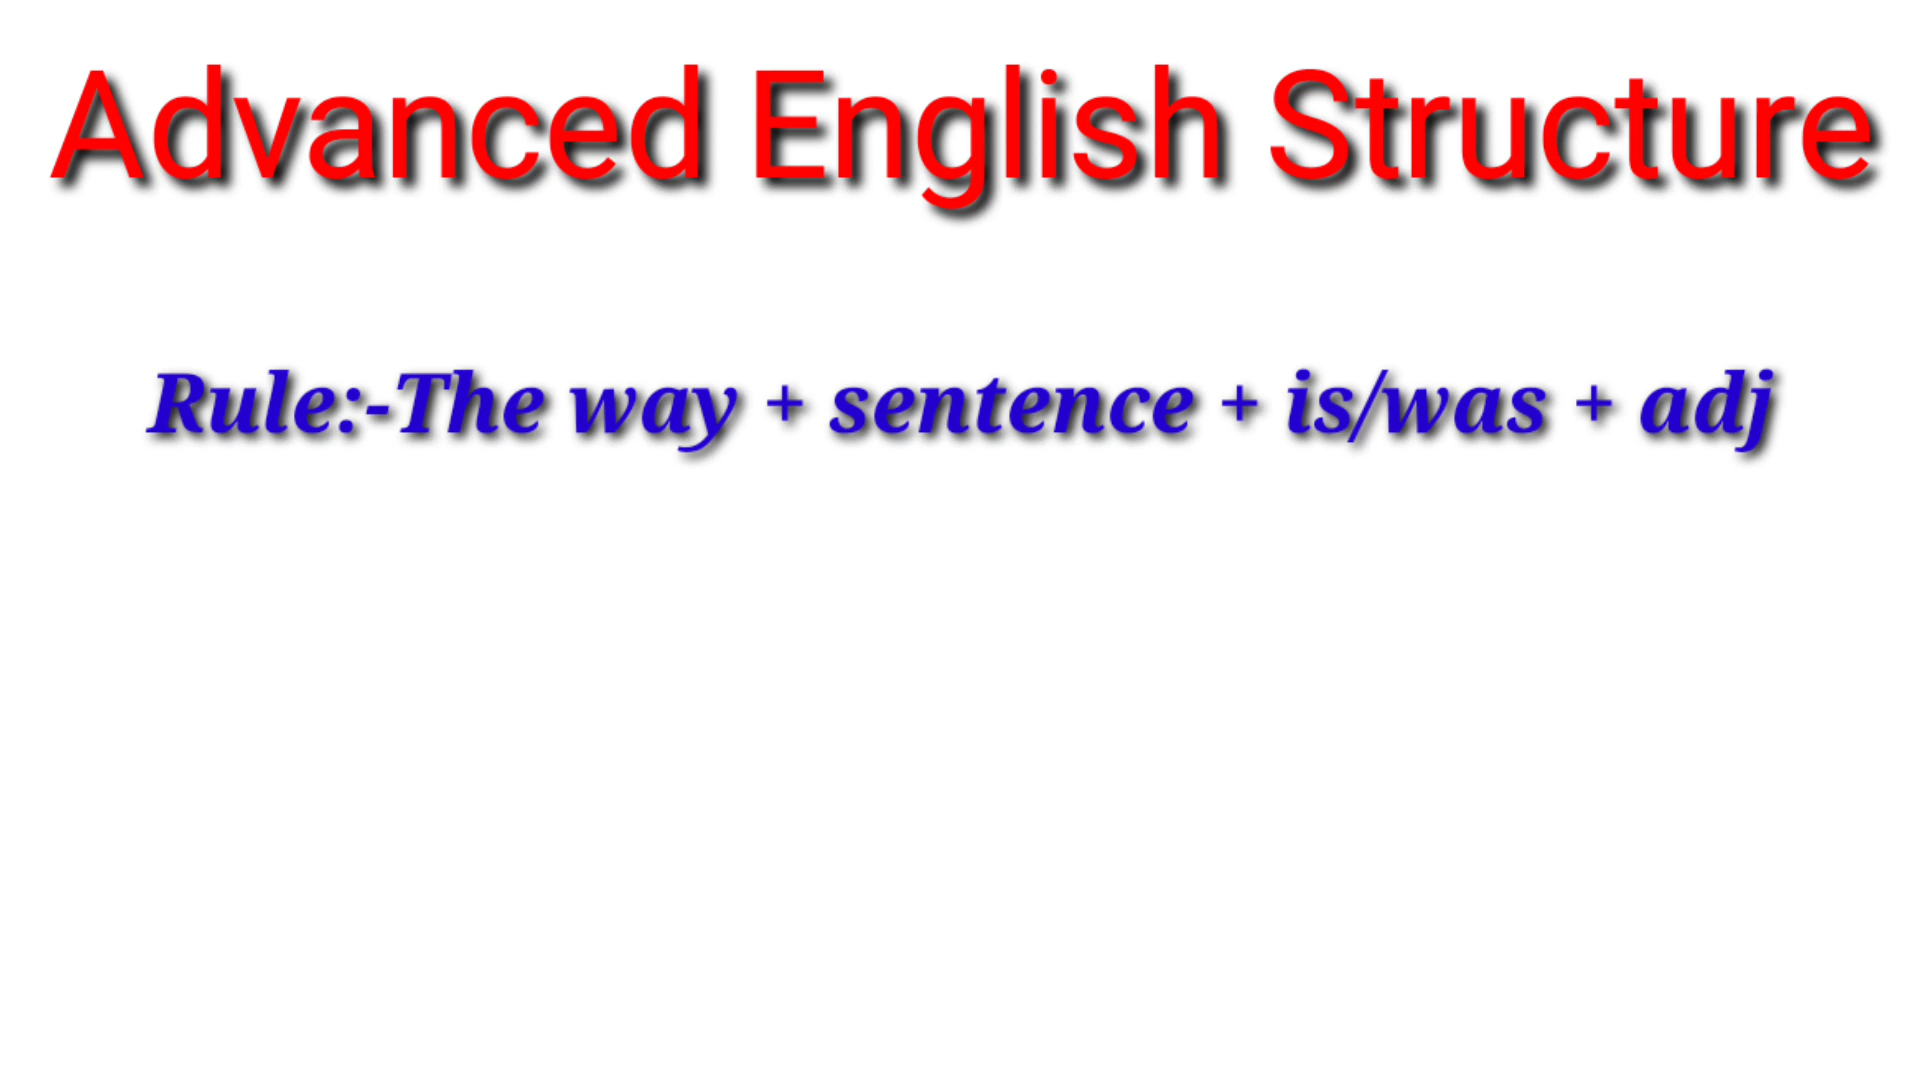 Advanced English Structure
Rule:-The way + sentence + is/was + adj